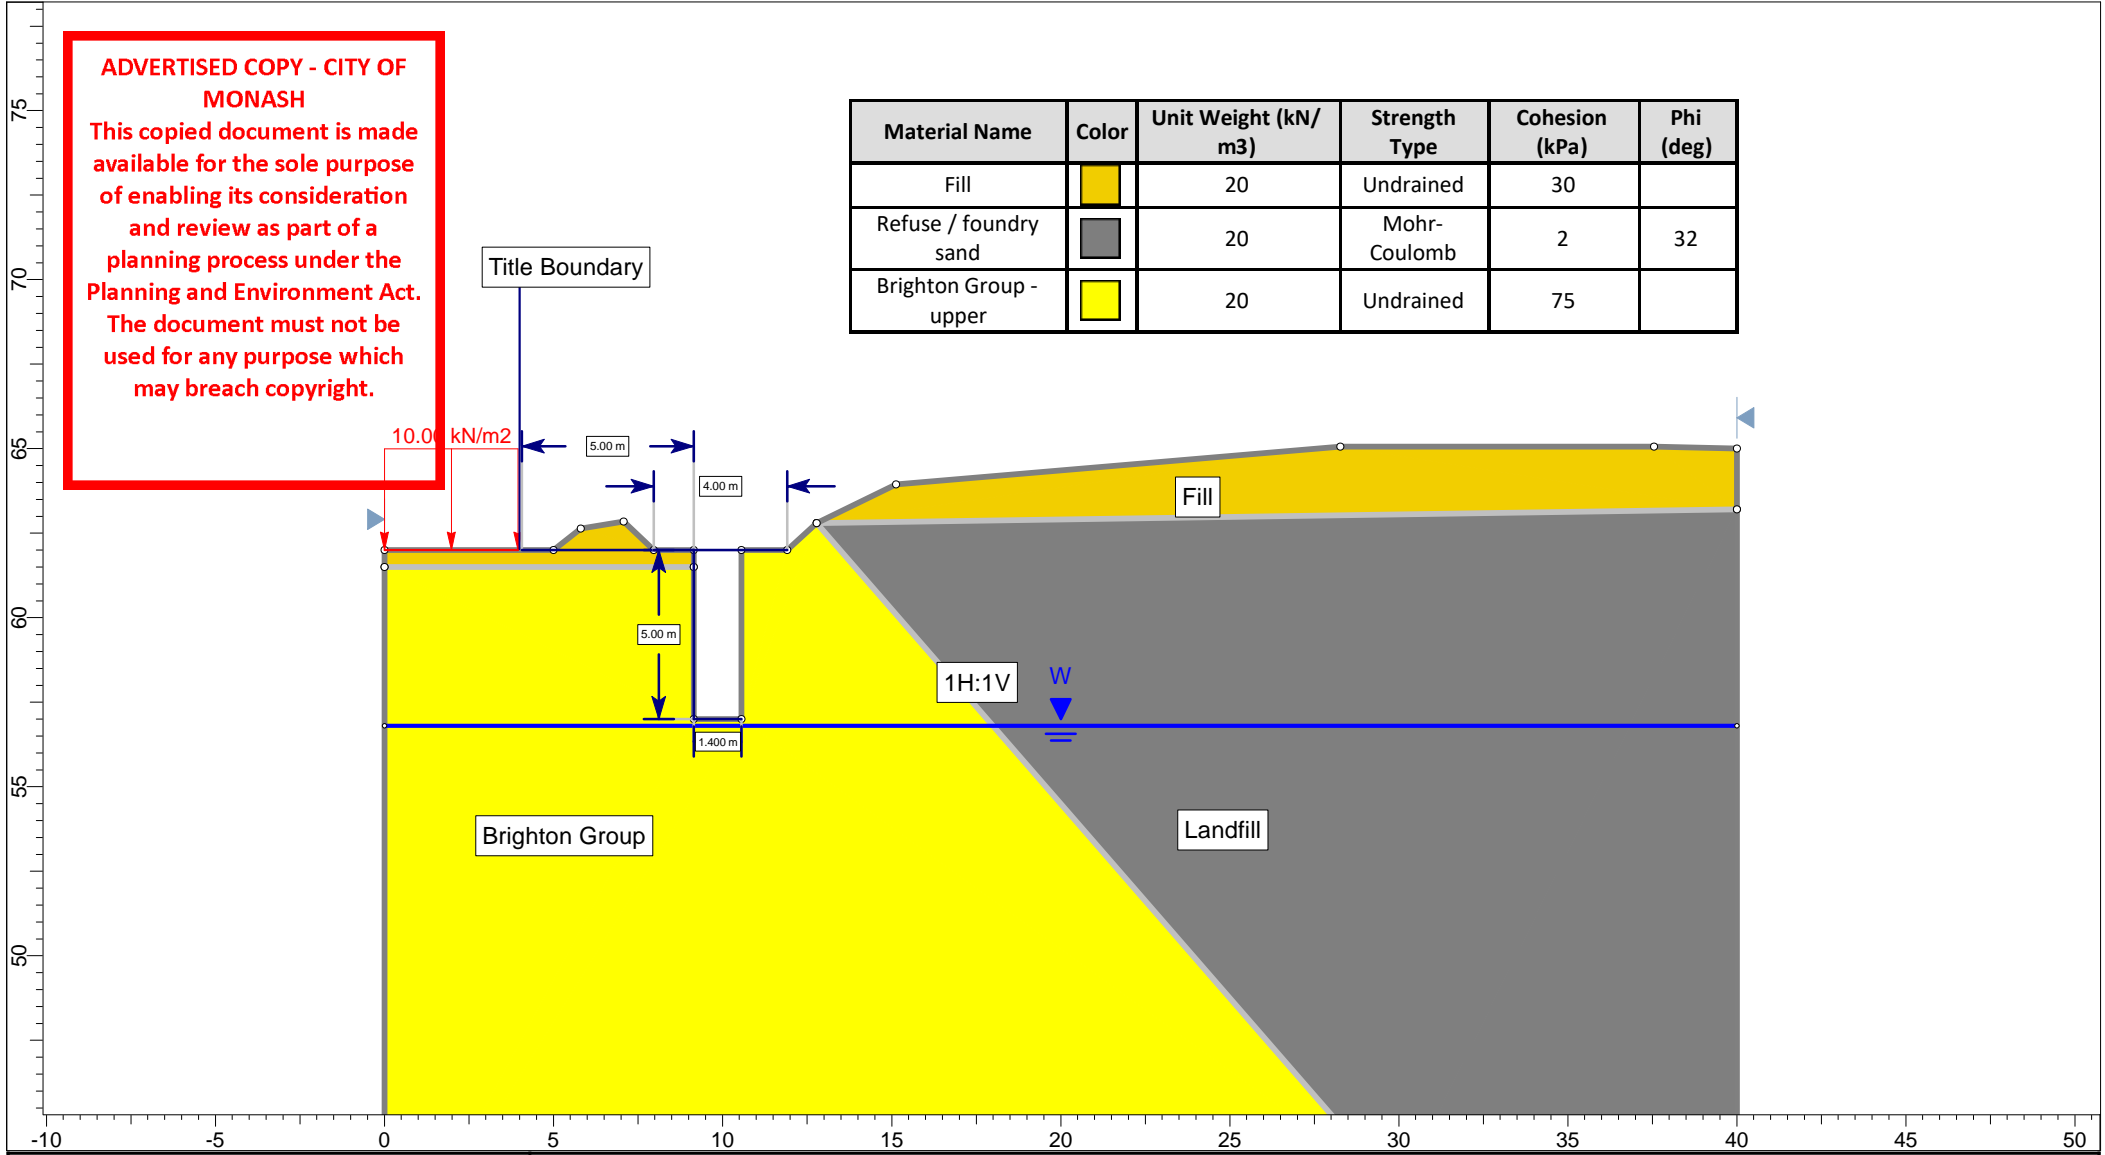 ADVERTISED COPY - CITY OF
MONASH
This copied document is made
available for the sole purpose
of enabling its consideration
and review as part of a
planning process under the
Planning and Environment Act.
The document must not be
used for any purpose which
may breach copyright.
Material Name Color Unit Weight (kN/ Strength Cohesion Phi
m3) Type (kPa) (deg)
Fill 20 Undrained 30
Refuse / foundry 20 Mohr- 2 32
sand Coulomb
Brighton Group - 20 Undrained 75
upper
Title Boundary
10.00 kN/m2
5.00 m
4.00 m
Fill
5.00 m
1H:1V
W
1.400 m
Brighton Group
Landfill
75
70
65
60
55
50
-10 -5 0 5 10 15 20 25 30 35 40 45 50